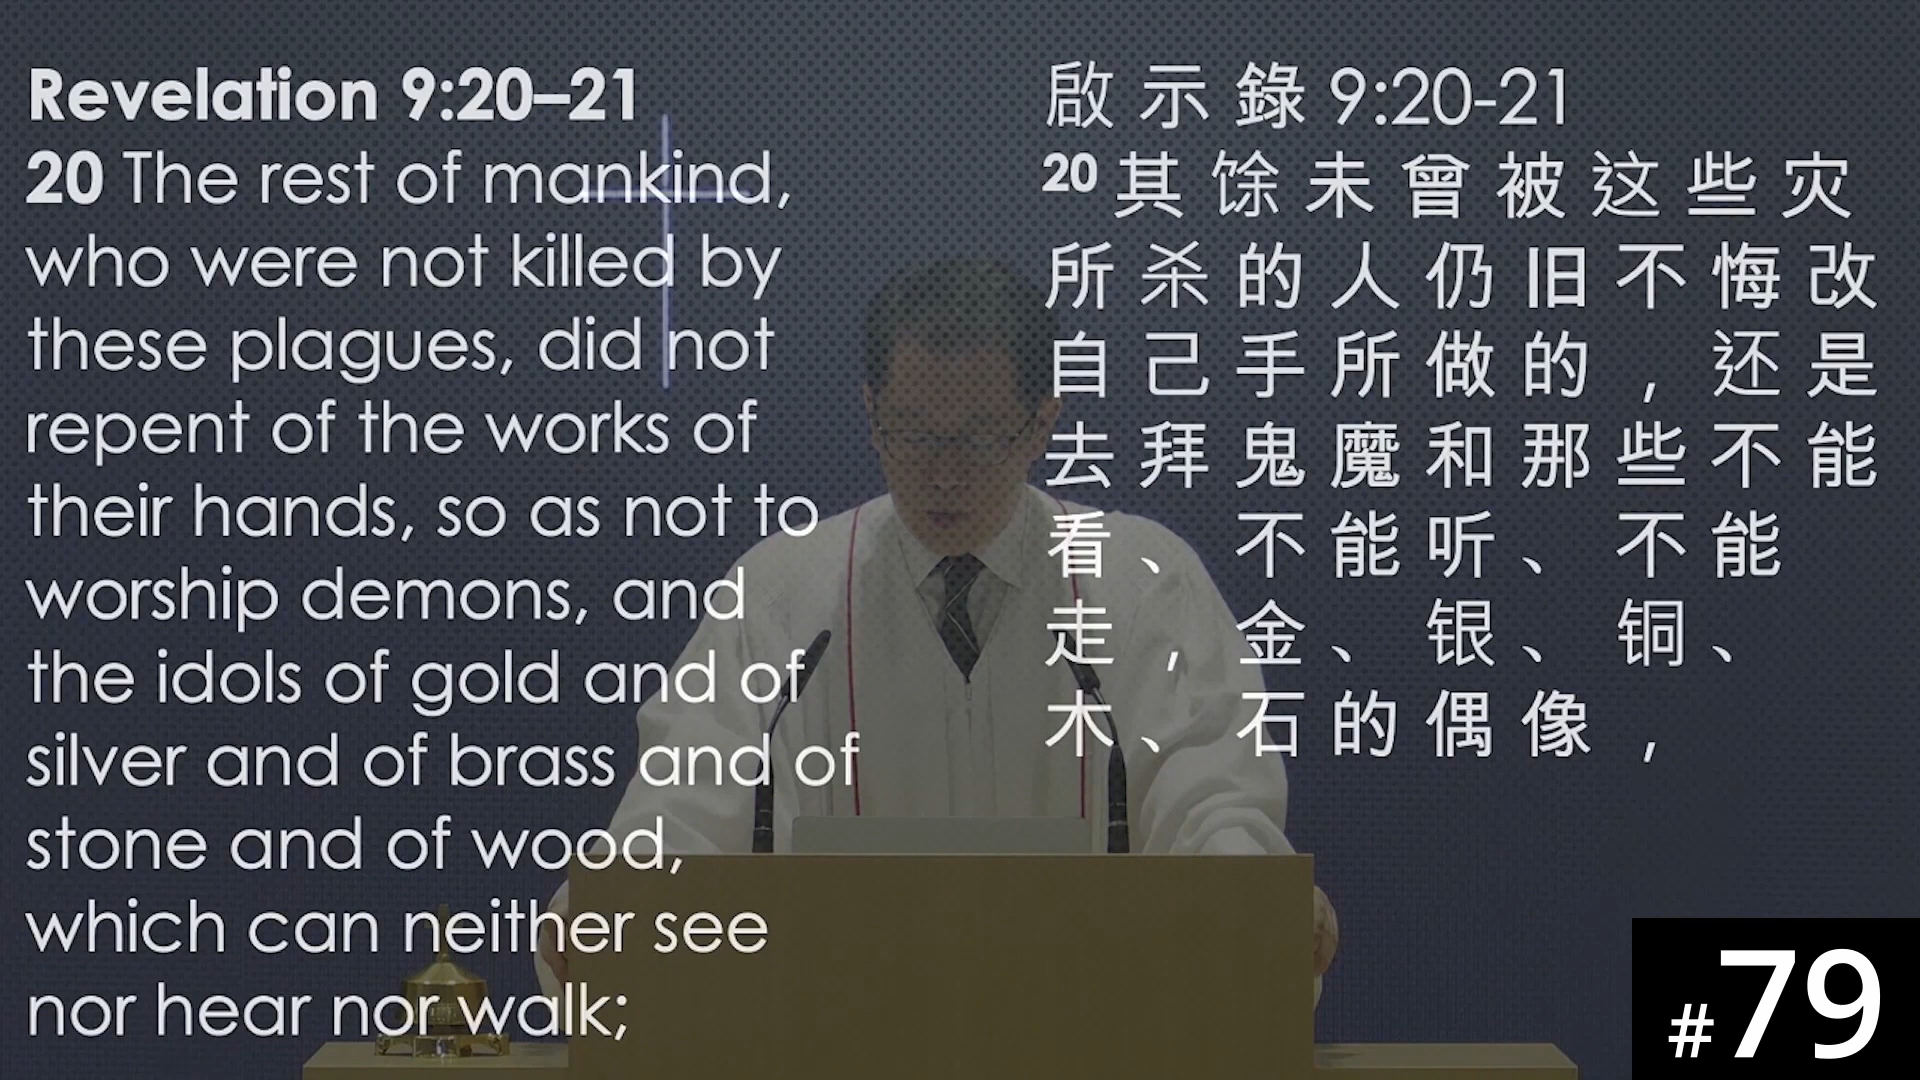 Revelation 9:20–21
20 The rest of mankind,
who were not killed by
these plagues, did not
repent of the works of
their hands, so as not to
worship demons, and
the idols of gold and of
silver and of brass and of
stone and of wood,
which can neither see
nor hear nor walk;
啟示錄 9:20-21
20 其馀未曾被这些灾
所杀的人仍旧不悔改
自己手所做的，还是
去拜鬼魔和那些不能
看、不能听、不能
走，金、银、铜、
木、石的偶像，
#79